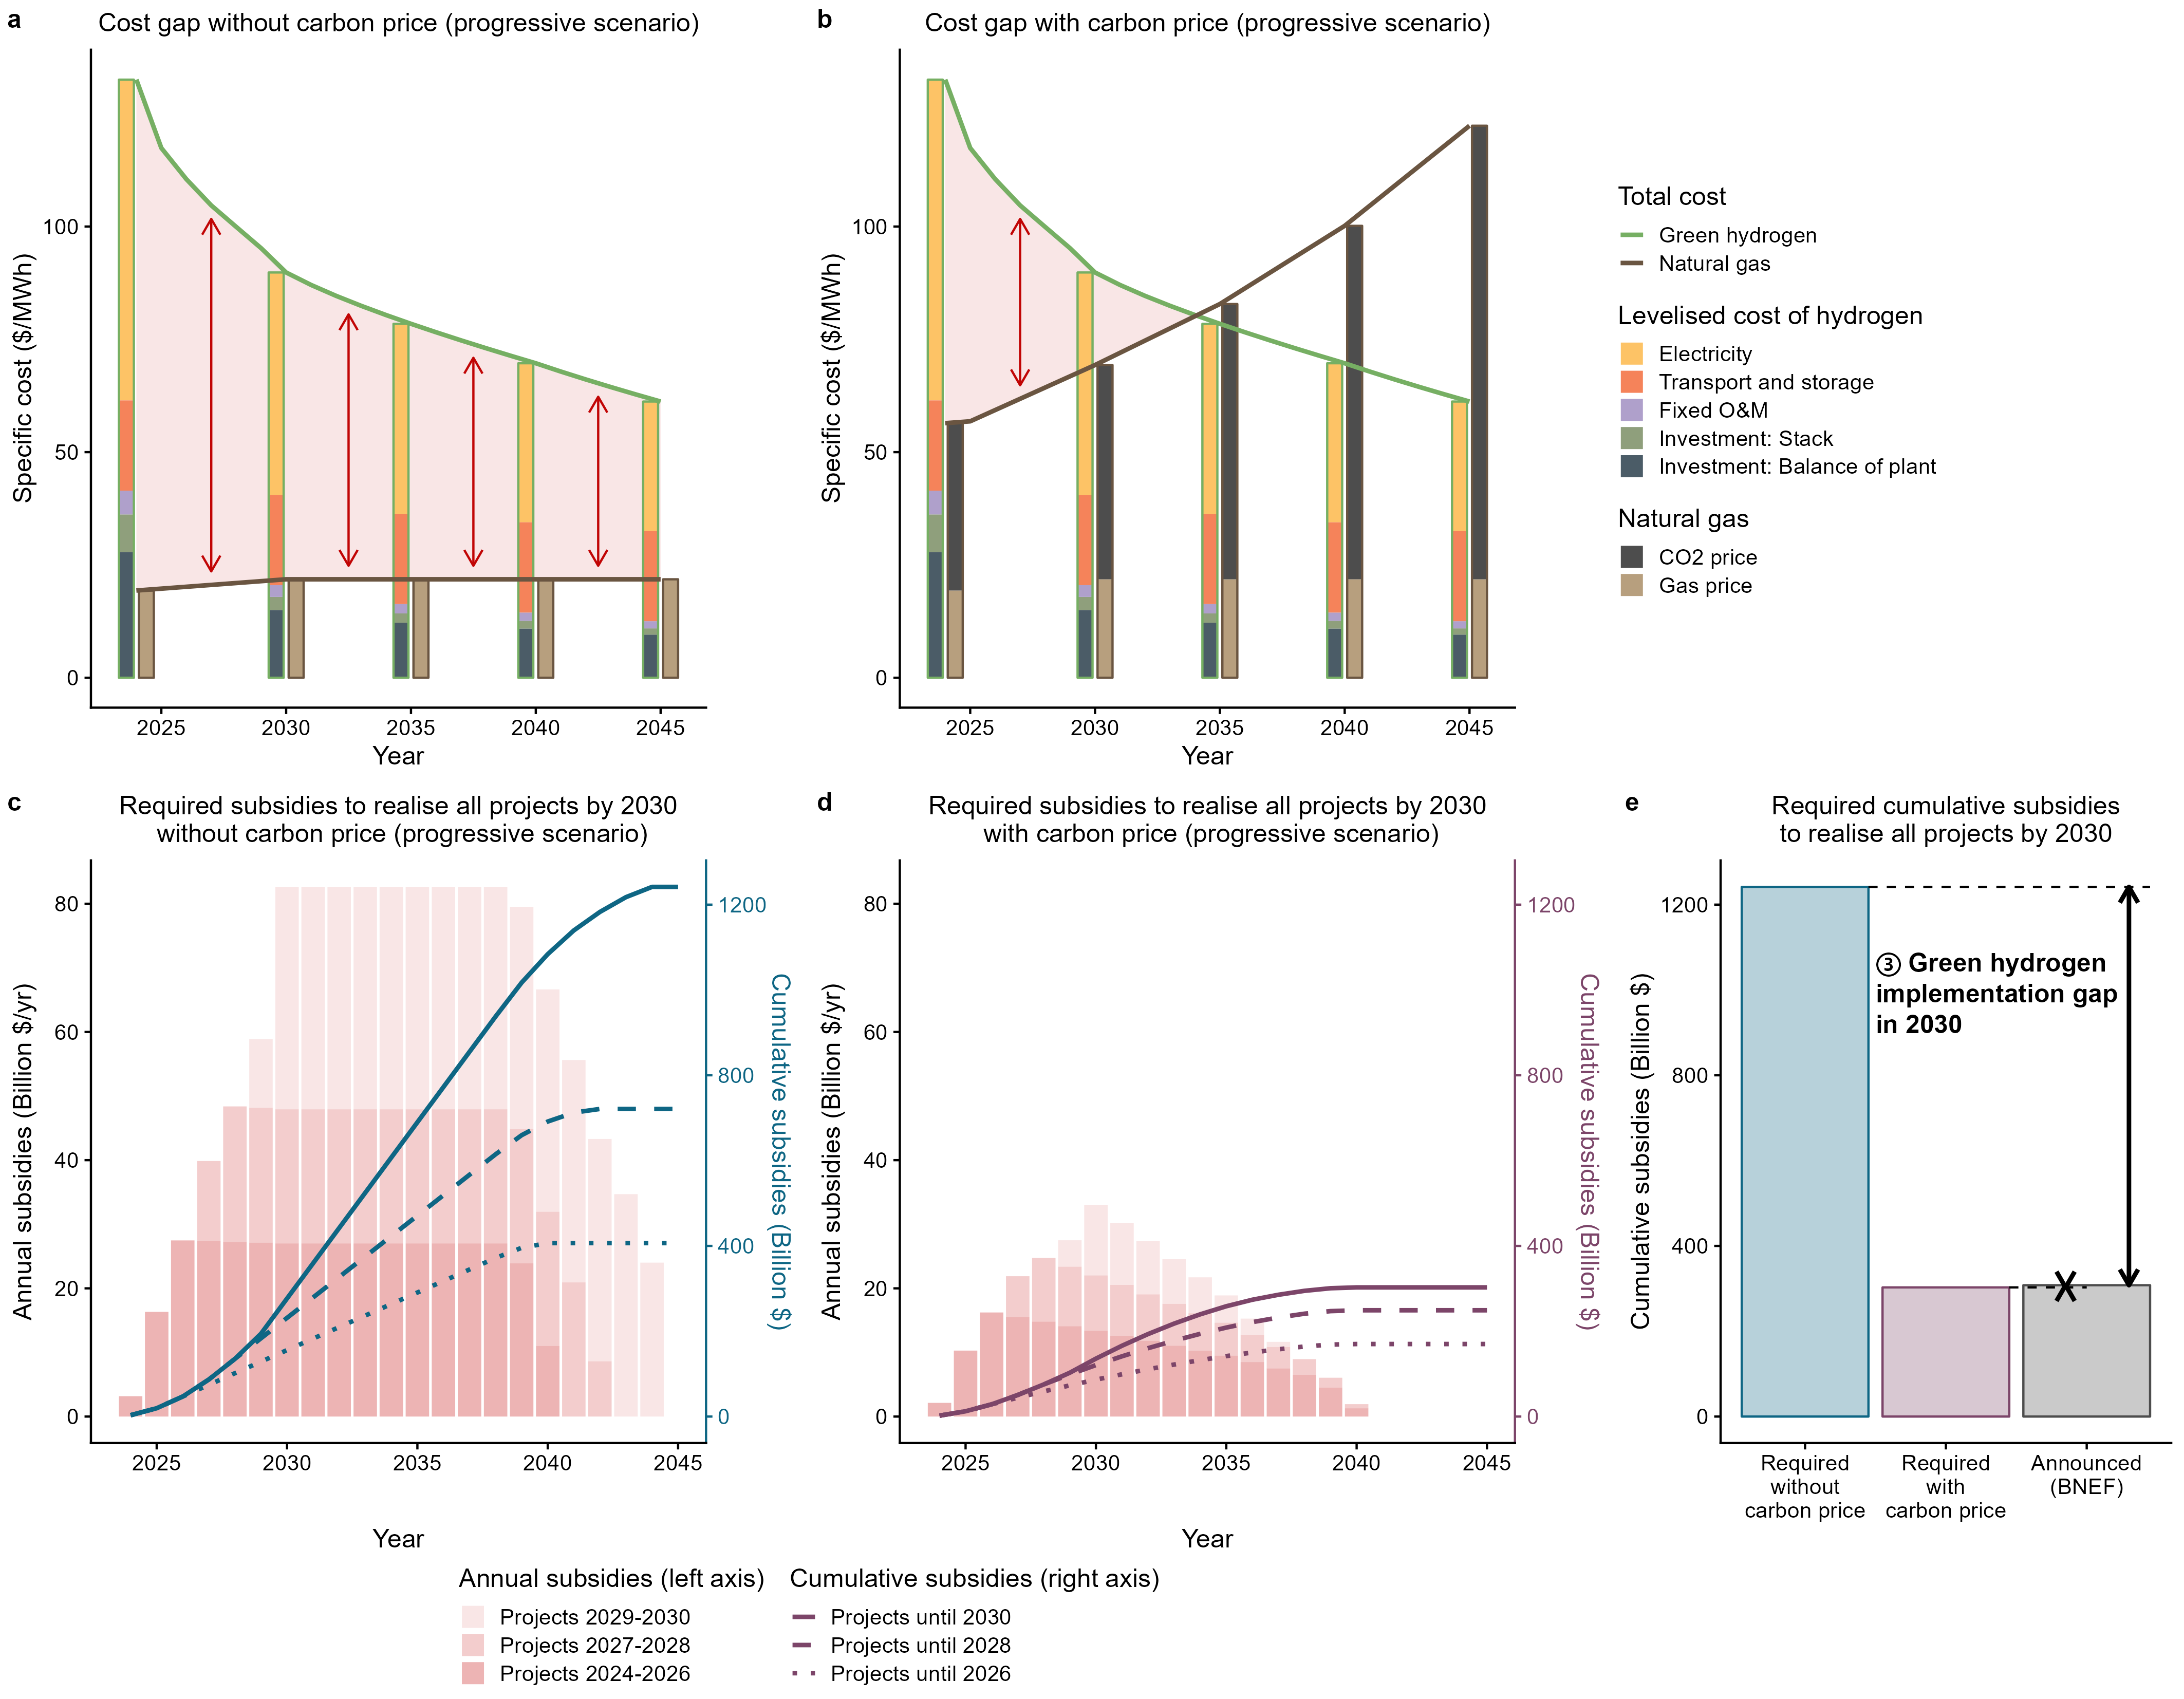 a
Cost gap without carbon price (progressive scenario)
Specific cost ($/MWh)
100
50
0
2025
2030
2035
2040
2045
Year
b
Cost gap with carbon price (progressive scenario)
Specific cost ($/MWh)
100
50
0
2025
2030
2035
2040
2045
Year
Total cost
Green hydrogen
Natural gas
Levelised cost of hydrogen
Electricity
Transport and storage
Fixed O&M
Investment: Stack
Investment: Balance of plant
Natural gas
CO2 price
Gas price
c
Required subsidies to realise all projects by 2030
without carbon price (progressive scenario)
Annual subsidies (Billion $/yr)
80
60
40
20
0
1200
800
400
0
Cumulative subsidies (Billion $)
2025
2030
2035
2040
2045
Year
d
Required subsidies to realise all projects by 2030
with carbon price (progressive scenario)
Annual subsidies (Billion $/yr)
80
60
40
20
0
1200
800
400
0
Cumulative subsidies (Billion $)
2025
2030
2035
2040
2045
Year
e
Required cumulative subsidies
to realise all projects by 2030
Cumulative subsidies (Billion $)
1200
800
400
0
③ Green hydrogen
implementation gap
in 2030
Required
without
carbon price
Required
with
carbon price
Announced
(BNEF)
Annual subsidies (left axis)
Projects 2029-2030
Projects 2027-2028
Projects 2024-2026
Cumulative subsidies (right axis)
Projects until 2030
Projects until 2028
Projects until 2026